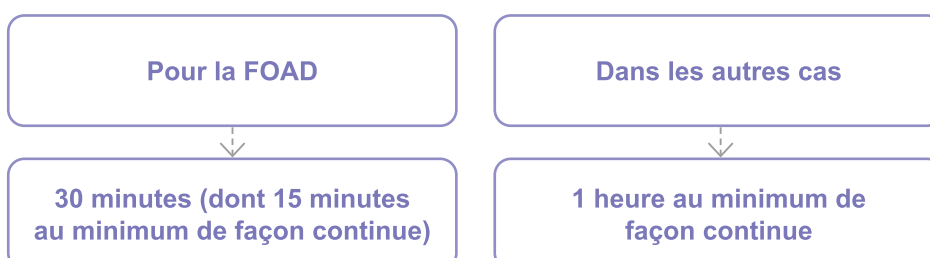 Pour la FOAD
Dans les autres cas
30 minutes (dont 15 minutes
au minimum de façon continue)
1 heure au minimum de
façon continue